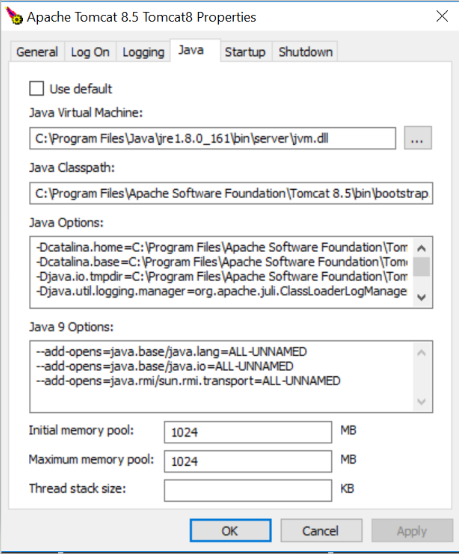 Apache Tomcat 8.5 Tomcat8 Properties
General Log On Logging Java Startup Shutdown
Use default
Java Virtual Machine:
C:\Program Files\Java\jre1.8.0_161\bin\server\jvm.dll
...
Java Classpath:
C:\Program Files\Apache Software Foundation\Tomcat 8.5\bin\bootstrap
Java Options:
-Dcatalina.home=C:\Program Files\Apache Software Foundation\Tom
-Dcatalina.base=C:\Program Files\Apache Software Foundation\Tom
-Djava.io.tmpdir=C:\Program Files\Apache Software Foundation\Tom
-Djava.util.logging.manager=org.apache.juli.ClassLoaderLogManage
Java 9 Options:
--add-opens=java.base/java.lang=ALL-UNNAMED
--add-opens=java.base/java.io=ALL-UNNAMED
--add-opens=java.rmi/sun.rmi.transport=ALL-UNNAMED
Initial memory pool: 1024 MB
Maximum memory pool: 1024 MB
Thread stack size: KB
OK Cancel Apply